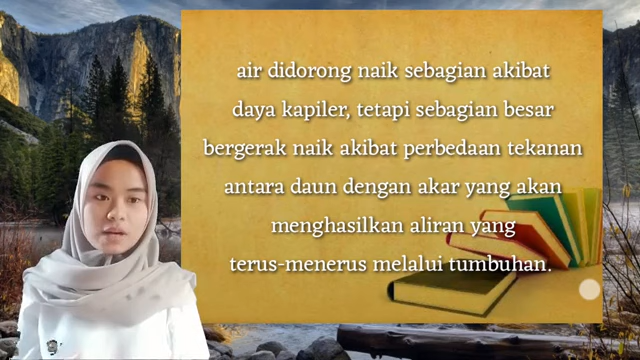 air didorong naik sebagian akibat
daya kapiler, tetapi sebagian besar
bergerak naik akibat perbedaan tekanan
antara daun dengan akar yang akan
menghasilkan aliran yang
terus-menerus melalui tumbuhan.